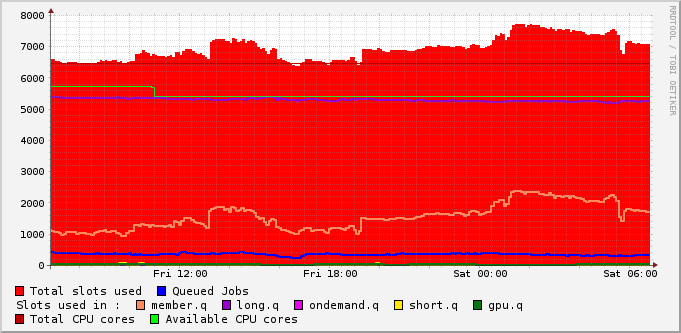 8000
7000
6000
5000
4000
3000
2000
1000
0
Fri 12:00 Fri 18:00 Sat 00:00 Sat 06:00
Total slots used Queued Jobs
Slots used in : member.q long.q ondemand.q short.q gpu.q
Total CPU cores Available CPU cores
RRDTOOL / TOBI OETIKER